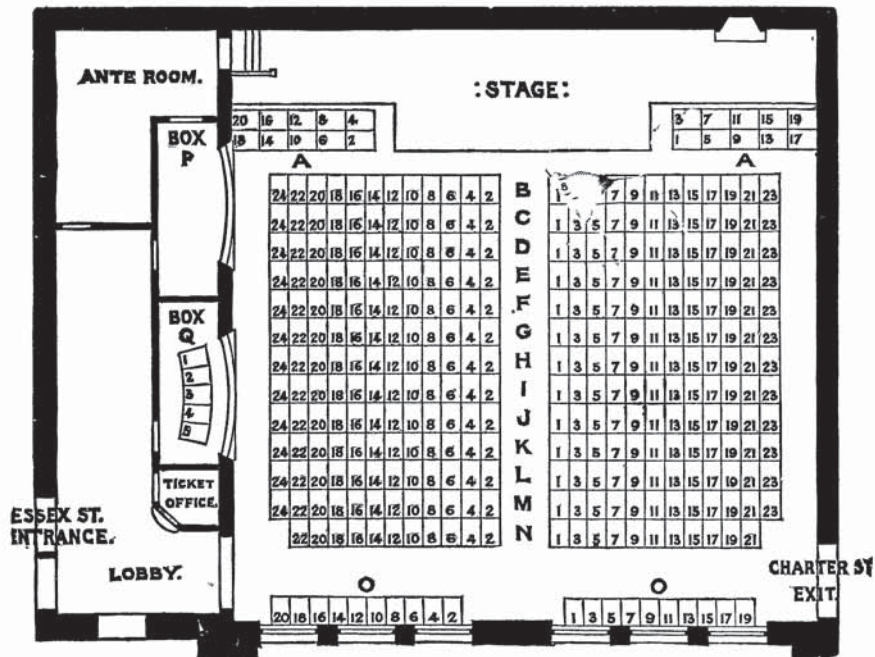 ANTE ROOM.
:STAGE:
20 16 12 8 4
18 14 10 6 2
A
3 7 11 15 19
1 5 9 13 17
A
BOX
P
24 22 20 18 16 14 12 10 8 6 4 2 B 1 7 9 11 13 15 17 19 21 23
24 22 20 18 16 14 12 10 8 6 4 2 C 1 3 5 7 9 11 13 15 17 19 21 23
24 22 20 18 16 14 12 10 8 6 4 2 D 1 3 5 7 9 11 13 15 17 19 21 23
24 22 20 18 16 14 12 10 8 6 4 2 E 1 3 5 7 9 11 13 15 17 19 21 23
24 22 20 18 16 14 12 10 8 6 4 2 F 1 3 5 7 9 11 13 15 17 19 21 23
24 22 20 18 16 14 12 10 8 6 4 2 G 1 3 5 7 9 11 13 15 17 19 21 23
24 22 20 18 16 14 12 10 8 6 4 2 H 1 3 5 7 9 11 13 15 17 19 21 23
24 22 20 18 16 14 12 10 8 6 4 2 I 1 3 5 7 9 11 13 15 17 19 21 23
24 22 20 18 16 14 12 10 8 6 4 2 J 1 3 5 7 9 11 13 15 17 19 21 23
24 22 20 18 16 14 12 10 8 6 4 2 K 1 3 5 7 9 11 13 15 17 19 21 23
24 22 20 18 16 14 12 10 8 6 4 2 L 1 3 5 7 9 11 13 15 17 19 21 23
24 22 20 18 16 14 12 10 8 6 4 2 M 1 3 5 7 9 11 13 15 17 19 21 23
22 20 18 16 14 12 10 8 6 4 2 N 1 3 5 7 9 11 13 15 17 19 21
BOX
Q
1
2
3
4
5
TICKET
OFFICE.
ESSEX ST.
ENTRANCE.
LOBBY.
CHARTER ST
EXIT.
O
20 18 16 14 12 10 8 6 4 2
O
1 3 5 7 9 11 13 15 17 19